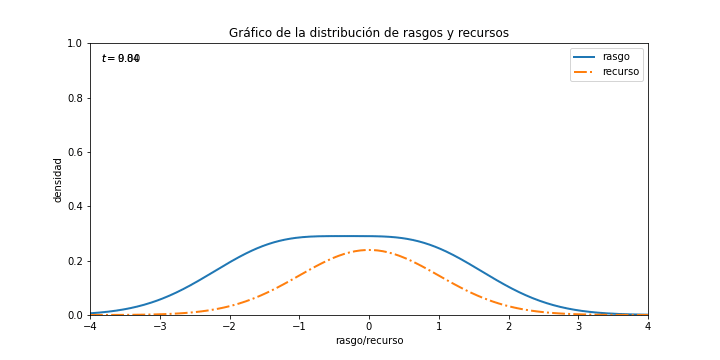 Gráfico de la distribución de rasgos y recursos
1.0
0.8
0.6
0.4
0.2
0.0
densidad
t =
rasgo
recurso
−4 −3 −2 −1 0 1 2 3 4
rasgo/recurso